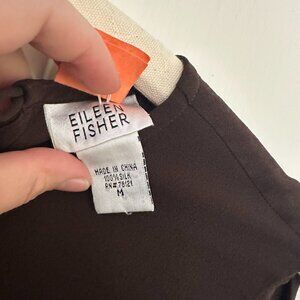 EILEEN
FISHER
MADE IN CHINA
100% SILK
RN# 78121
M